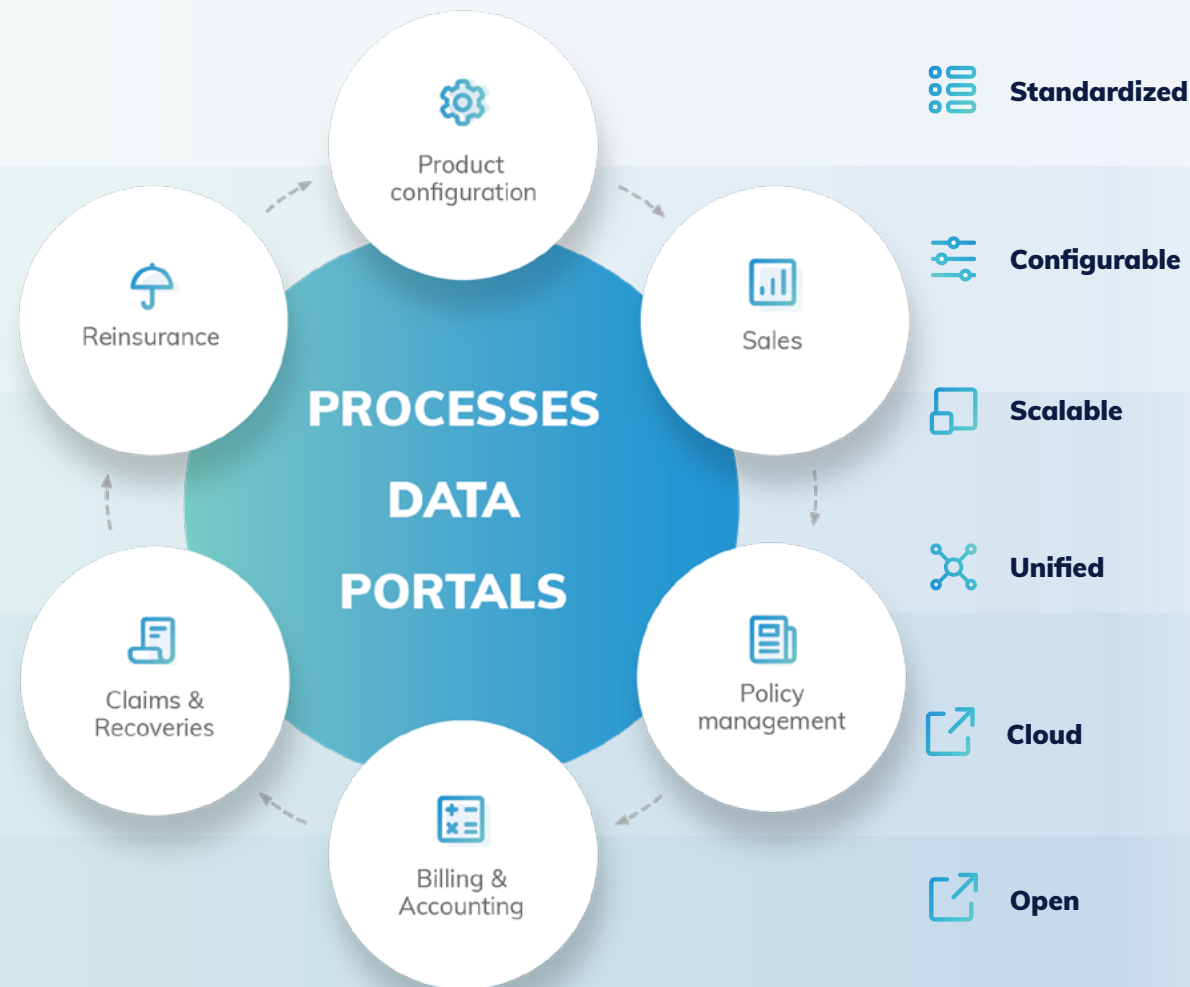 Product
configuration
Sales
Policy
management
Billing &
Accounting
Claims &
Recoveries
Reinsurance
PROCESSES
DATA
PORTALS
Standardized
Configurable
Scalable
Unified
Cloud
Open